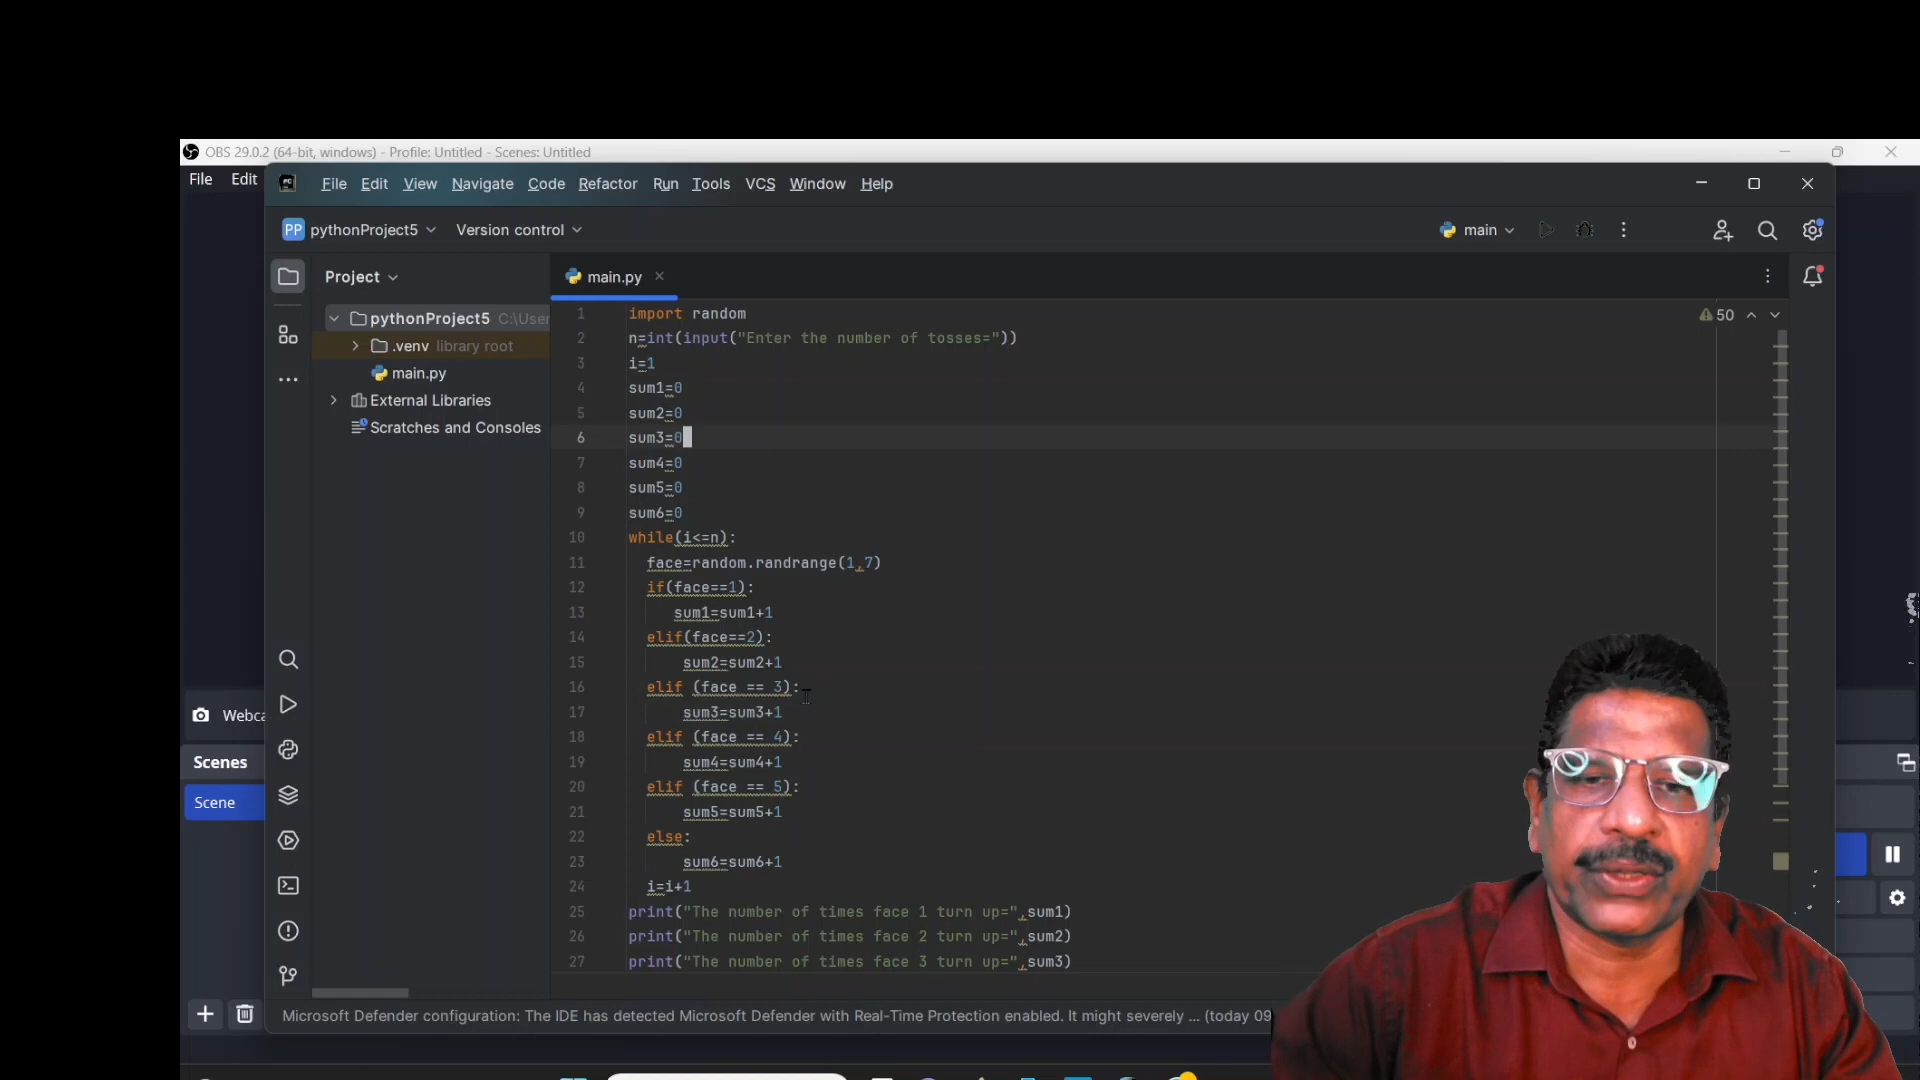 OBS 29.0.2 (64-bit, windows) - Profile: Untitled - Scenes: Untitled
File Edit
File Edit View Navigate Code Refactor Run Tools VCS Window Help
PP pythonProject5 Version control main
Project main.py
pythonProject5 C:\User
.venv library root
main.py
External Libraries
Scratches and Consoles
50
1 import random
2 n=int(input("Enter the number of tosses="))
3 i=1
4 sum1=0
5 sum2=0
6 sum3=0
7 sum4=0
8 sum5=0
9 sum6=0
10 while(i<=n):
11 face=random.randrange(1,7)
12 if(face==1):
13 sum1=sum1+1
14 elif(face==2):
15 sum2=sum2+1
16 elif (face == 3):
17 sum3=sum3+1
18 elif (face == 4):
19 sum4=sum4+1
20 elif (face == 5):
21 sum5=sum5+1
22 else:
23 sum6=sum6+1
24 i=i+1
25 print("The number of times face 1 turn up=",sum1)
26 print("The number of times face 2 turn up=",sum2)
27 print("The number of times face 3 turn up=",sum3)
Webca
Scenes
Scene
Microsoft Defender configuration: The IDE has detected Microsoft Defender with Real-Time Protection enabled. It might severely ... (today 09